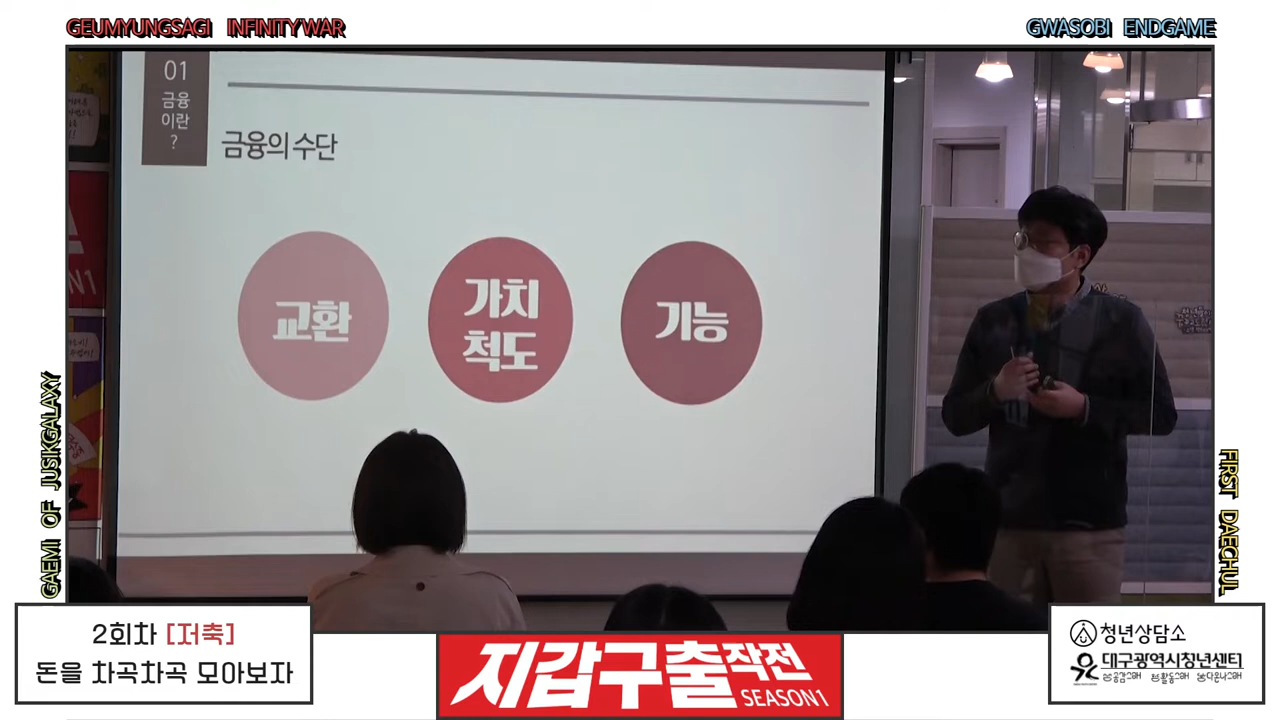 GEUMYUNGSAGI INFINITY WAR
GWASOBI ENDGAME
01
금융
이란
?
금융의 수단
교환
가치
척도
기능
GAEMI OF JUSIKGALAXY
FIRST DAECHUL
2회차 [저축]
돈을 차곡차곡 모아보자
지갑구출작전
SEASON1
청년상담소
대구광역시청년센터